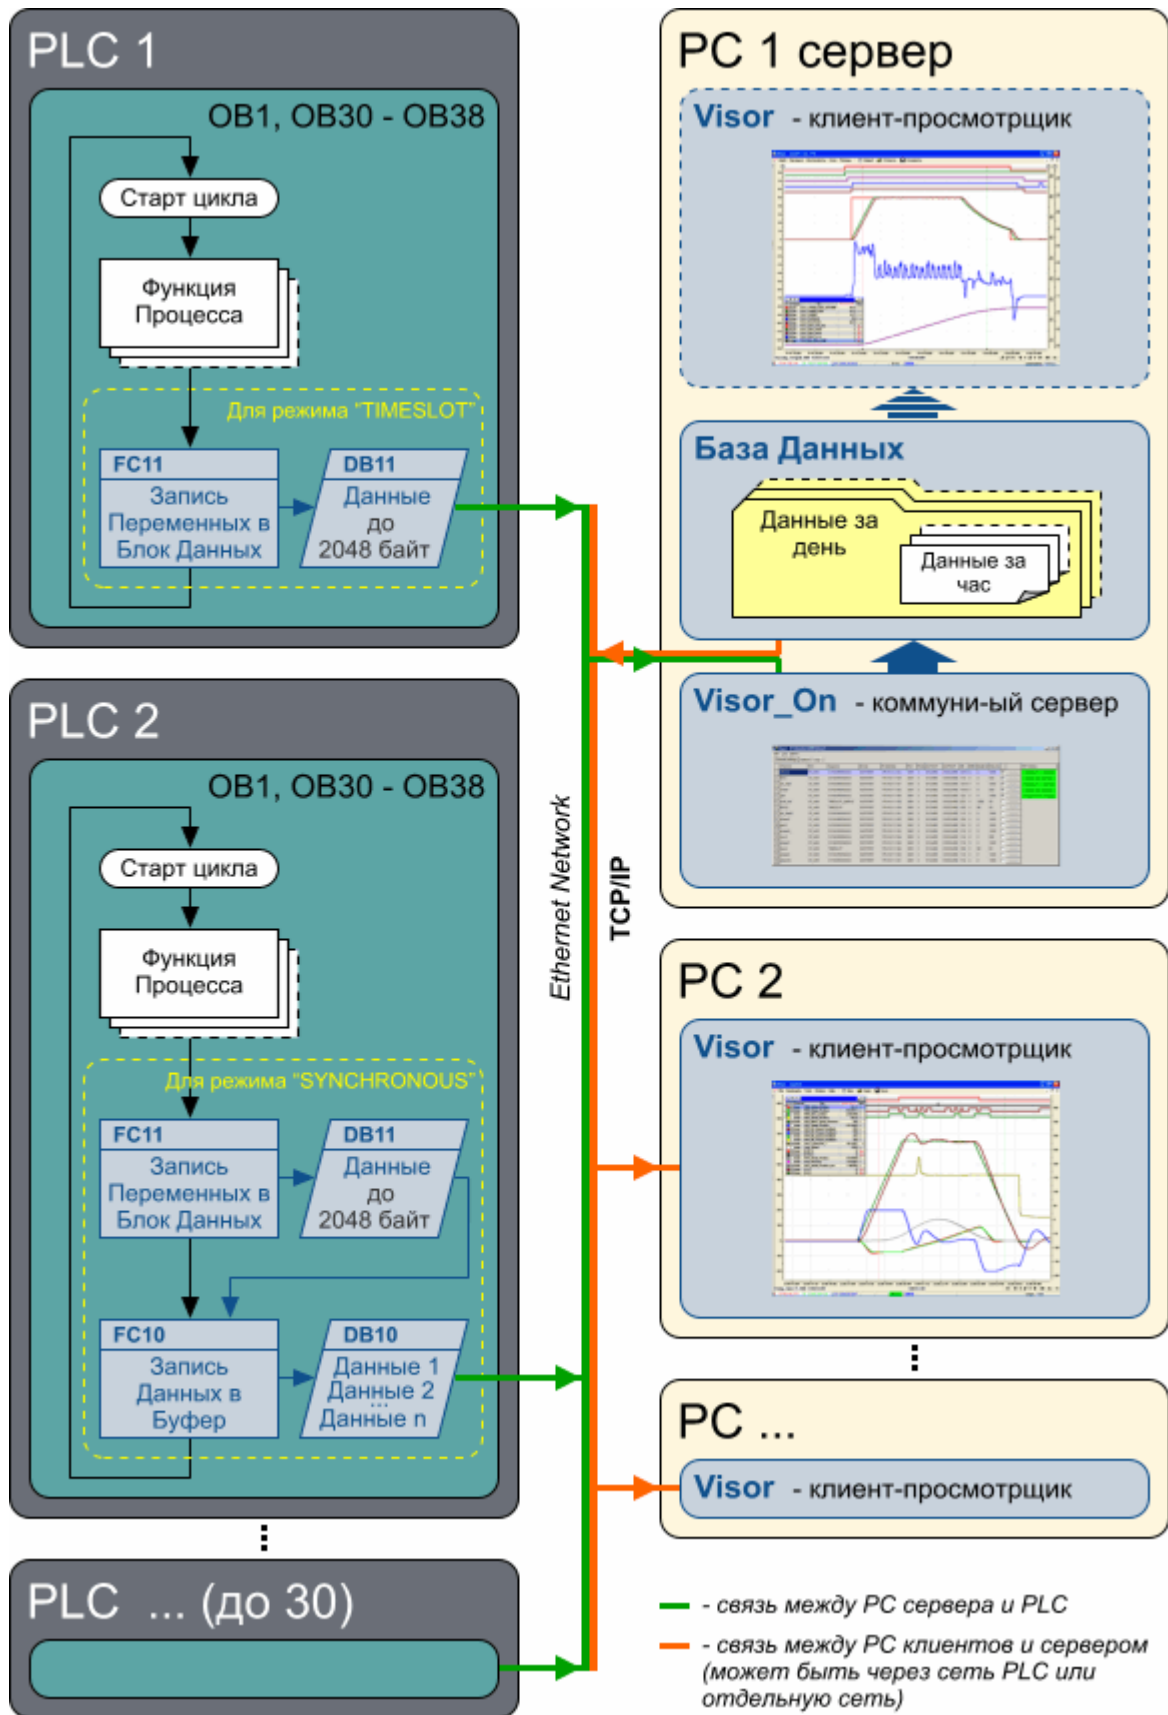 PLC 1
OB1, OB30 - OB38
Старт цикла
Функция
Процесса
Для режима "TIMESLOT"
FC11
Запись
Переменных в
Блок Данных
DB11
Данные
до
2048 байт
PLC 2
OB1, OB30 - OB38
Старт цикла
Функция
Процесса
Для режима "SYNCHRONOUS"
FC11
Запись
Переменных в
Блок Данных
DB11
Данные
до
2048 байт
FC10
Запись
Данных в
Буфер
DB10
Данные 1
Данные 2
...
Данные n
PLC ... (до 30)
Ethernet Network
TCP/IP
PC 1 сервер
Visor - клиент-просмотрщик
База Данных
Данные за
день
Данные за
час
Visor_On - коммуни-ый сервер
PC 2
Visor - клиент-просмотрщик
PC ...
Visor - клиент-просмотрщик
- связь между PC сервера и PLC
- связь между PC клиентов и сервером
(может быть через сеть PLC или
отдельную сеть)